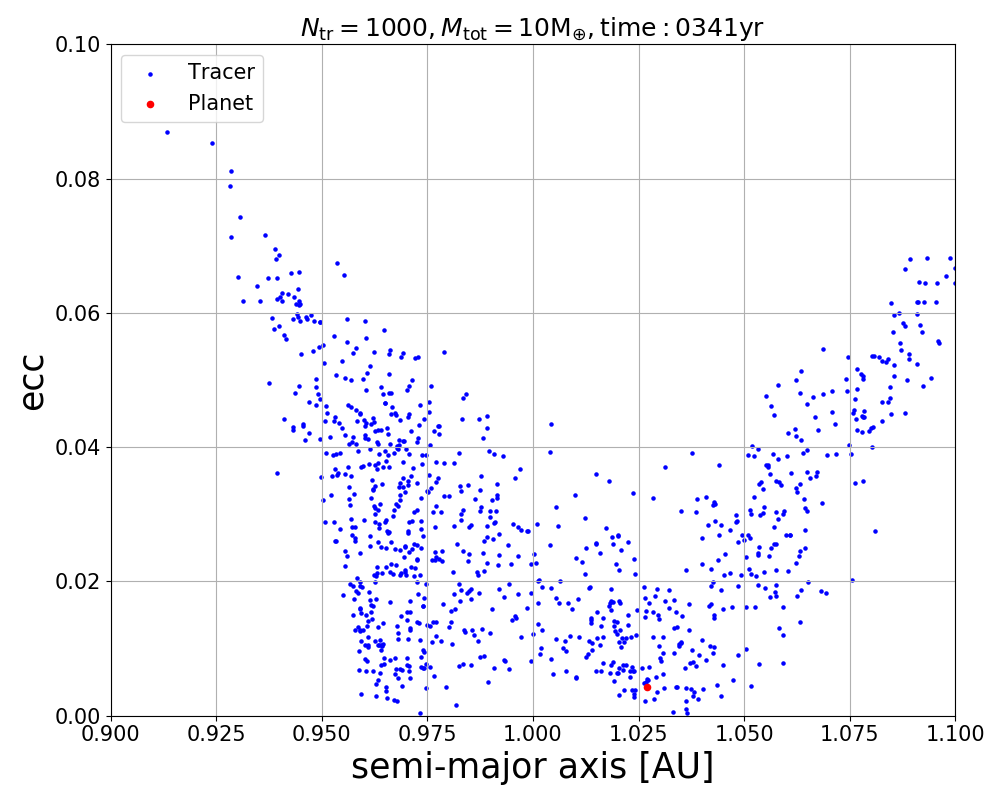 N_tr = 1000, M_tot = 10M_⊕, time : 0341yr
Tracer
Planet
0.10
0.08
0.06
0.04
0.02
0.00
ecc
0.900 0.925 0.950 0.975 1.000 1.025 1.050 1.075 1.100
semi-major axis [AU]